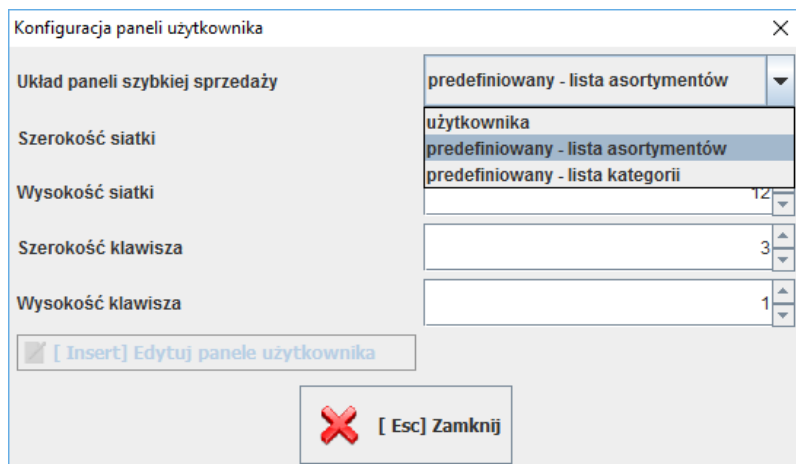 Konfiguracja paneli użytkownika
Układ paneli szybkiej sprzedaży
predefiniowany - lista asortymentów
użytkownika
Szerokość siatki
predefiniowany - lista asortymentów
predefiniowany - lista kategorii
Wysokość siatki
12
Szerokość klawisza
3
Wysokość klawisza
1
[ Insert] Edytuj panele użytkownika
[ Esc] Zamknij